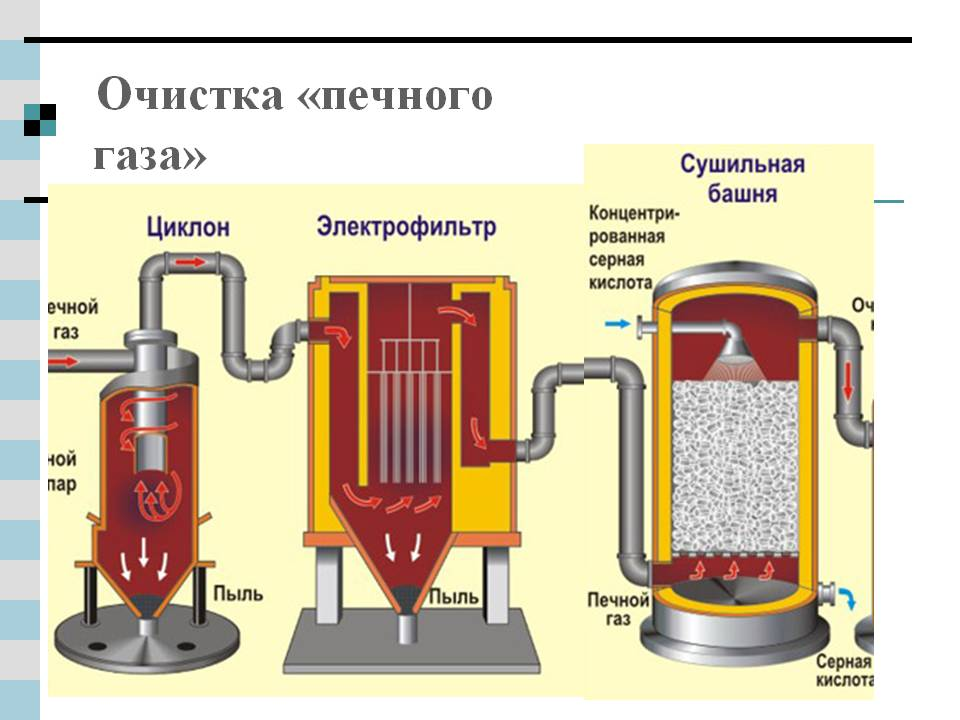 Очистка «печного
газа»
Циклон
Электрофильтр
Сушильная
башня
Концентри-
рованная
серная
кислота
ечной
газ
Оч
ной
пар
Пыль
Пыль
Печной
газ
Серная
кислота